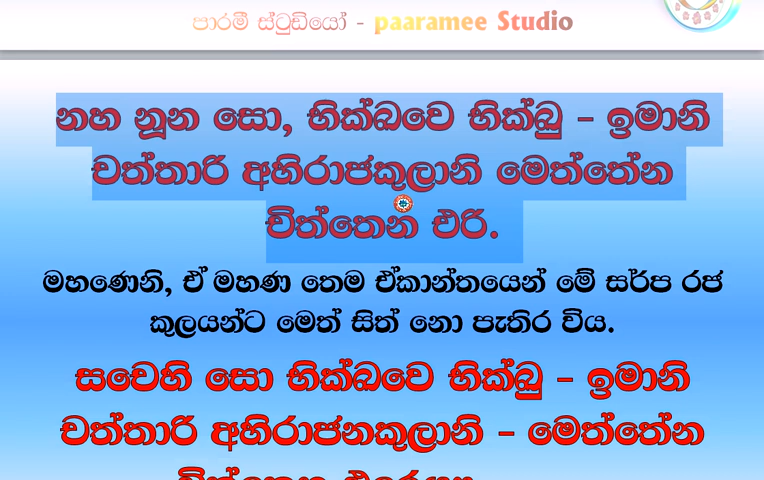 පාරමී ස්ටුඩියෝ - paaramee Studio
නහ නූන සො, භික්ඛවෙ භික්ඛු - ඉමානි
චත්තාරි අහිරාජකුලානි මෙත්තේන
චිත්තෙන එරි.
මහණෙනි, ඒ මහණ තෙම ඒකාන්තයෙන් මේ සර්ප රජ
කුලයන්ට මෙත් සිත් නො පැතිර විය.
සචෙහි සො භික්ඛවෙ භික්ඛු - ඉමානි
චත්තාරි අහිරාජනකුලානි - මෙත්තේන